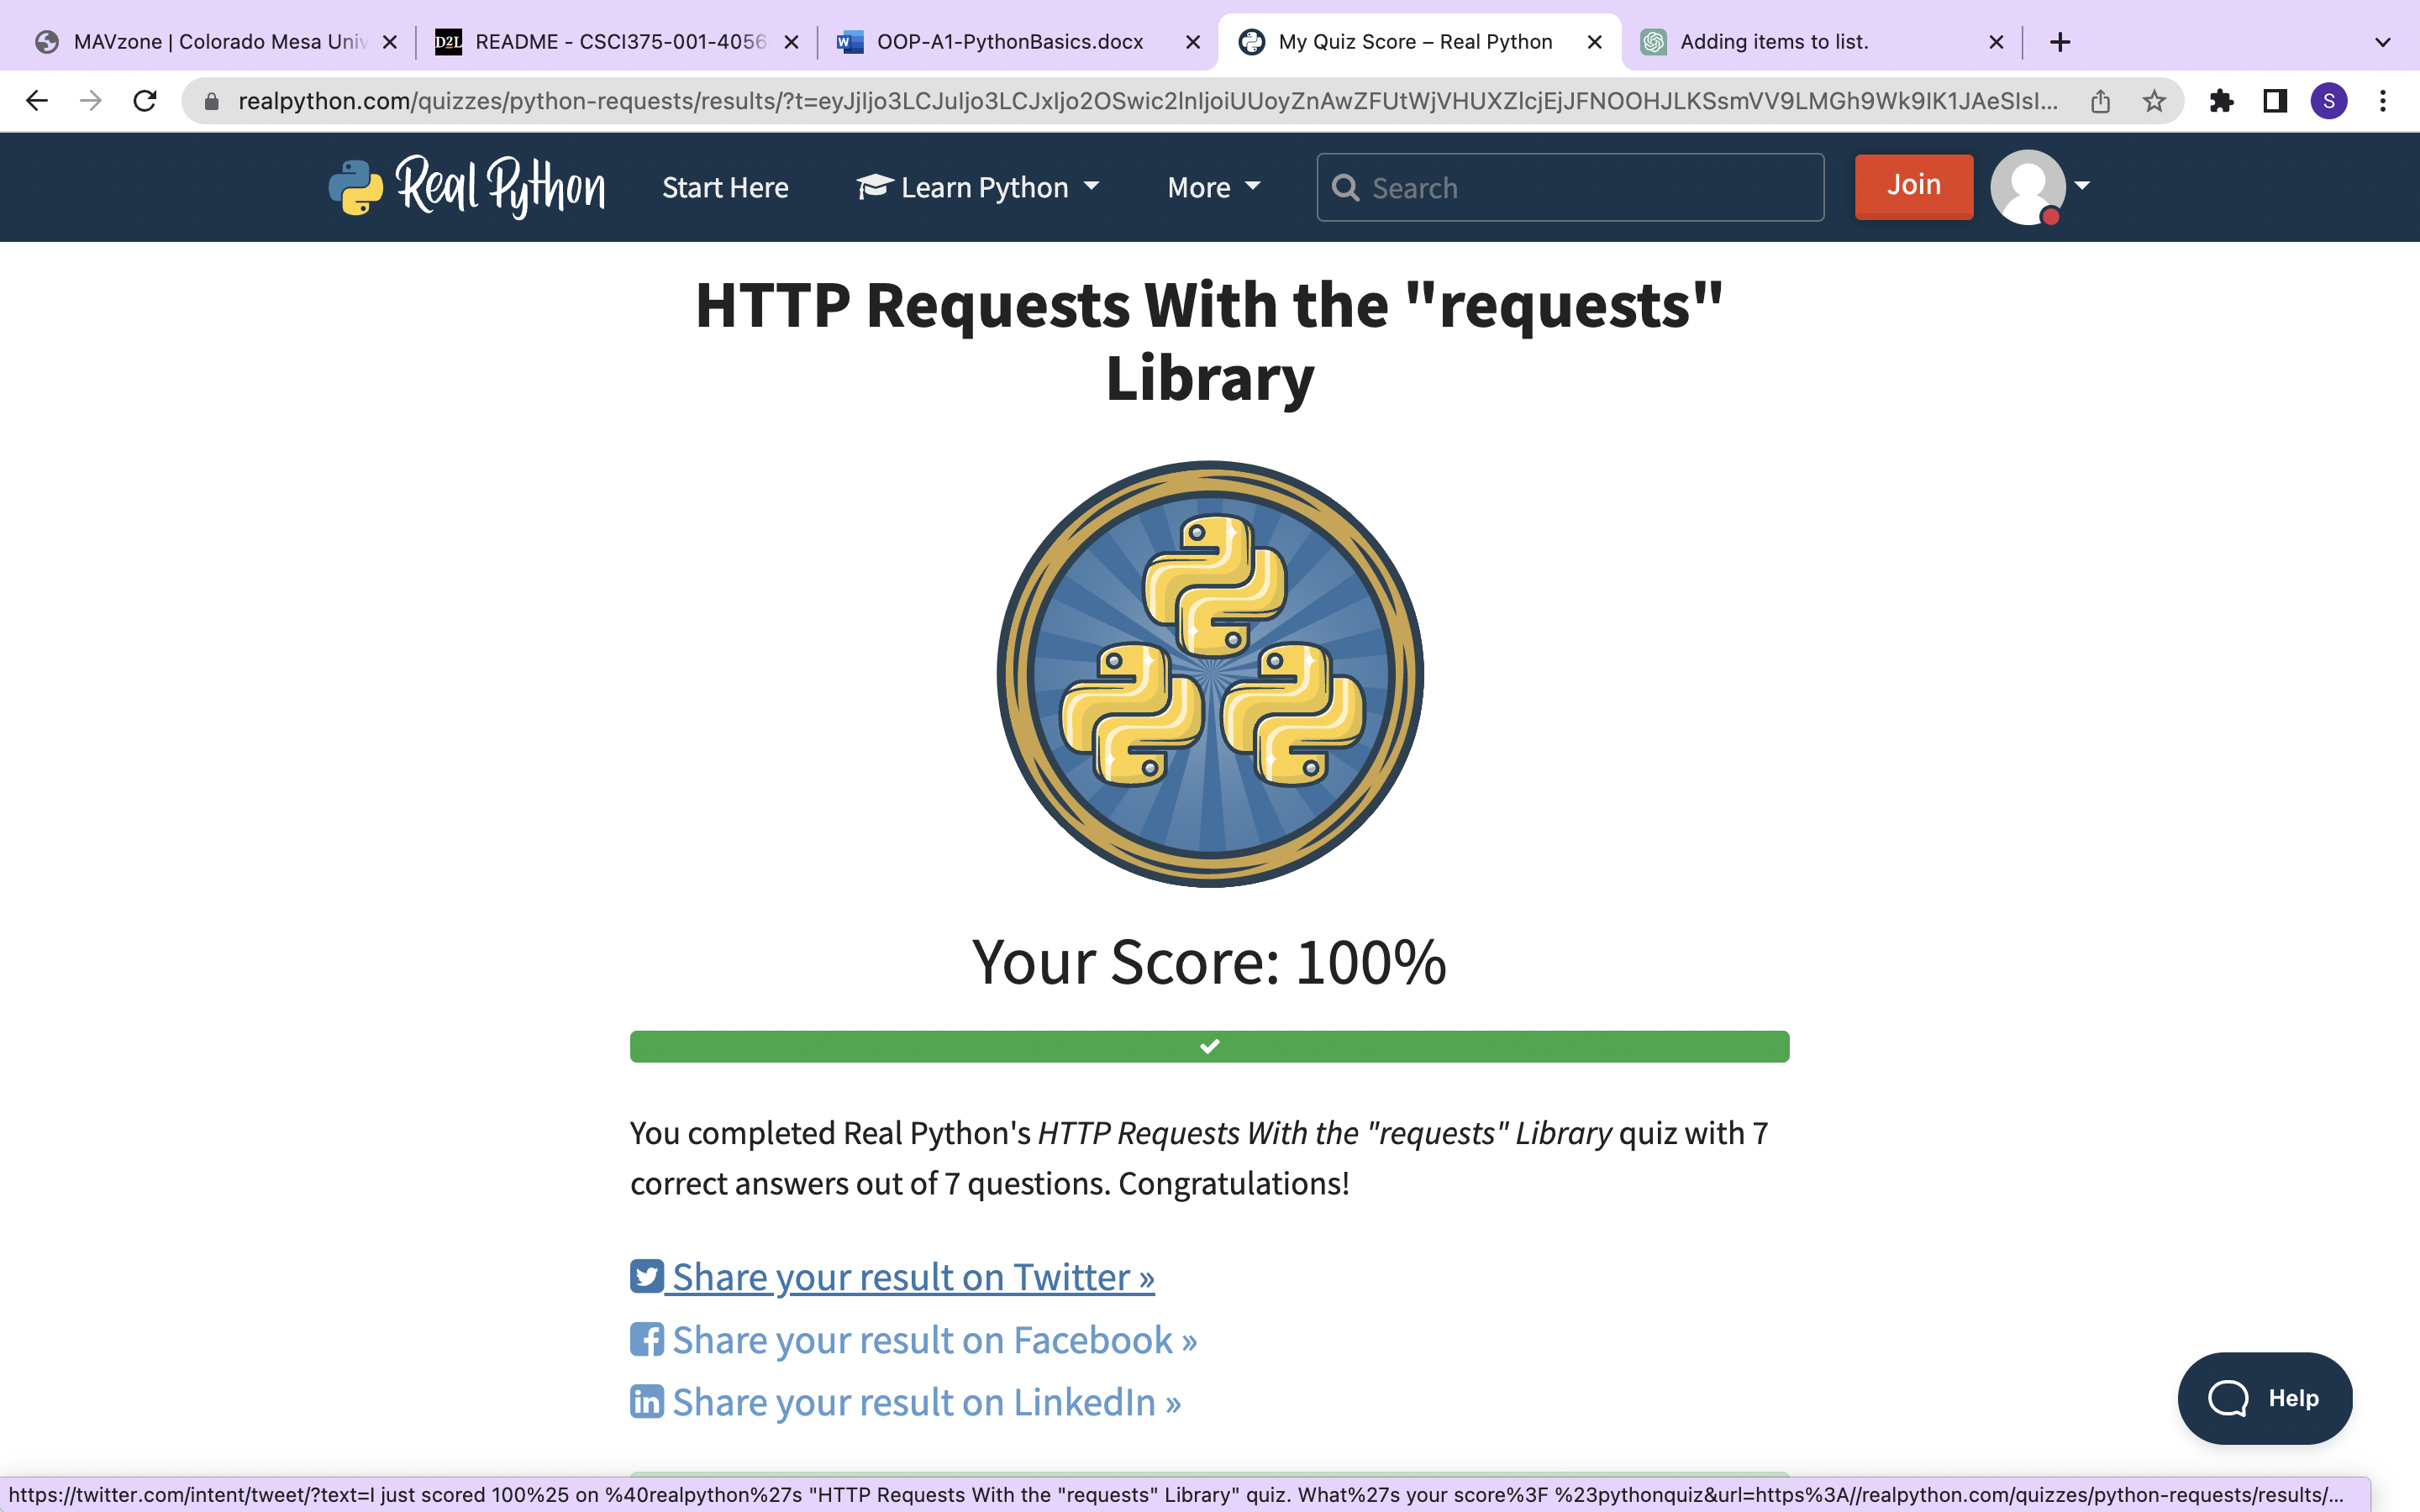 MAVzone | Colorado Mesa Univ
D2L README - CSCI375-001-4056
W OOP-A1-PythonBasics.docx
My Quiz Score – Real Python
Adding items to list.
realpython.com/quizzes/python-requests/results/?t=
S
Real Python
Start Here
Learn Python
More
Search
Join
HTTP Requests With the "requests"
Library
Your Score: 100%
You completed Real Python's HTTP Requests With the "requests" Library quiz with 7
correct answers out of 7 questions. Congratulations!
Share your result on Twitter »
Share your result on Facebook »
in Share your result on LinkedIn »
Help
https://twitter.com/intent/tweet/?text=I just scored 100%25 on %40realpython%27s "HTTP Requests With the "requests" Library" quiz. What%27s your score%3F %23pythonquiz&url=https%3A//realpython.com/quizzes/python-requests/results/...